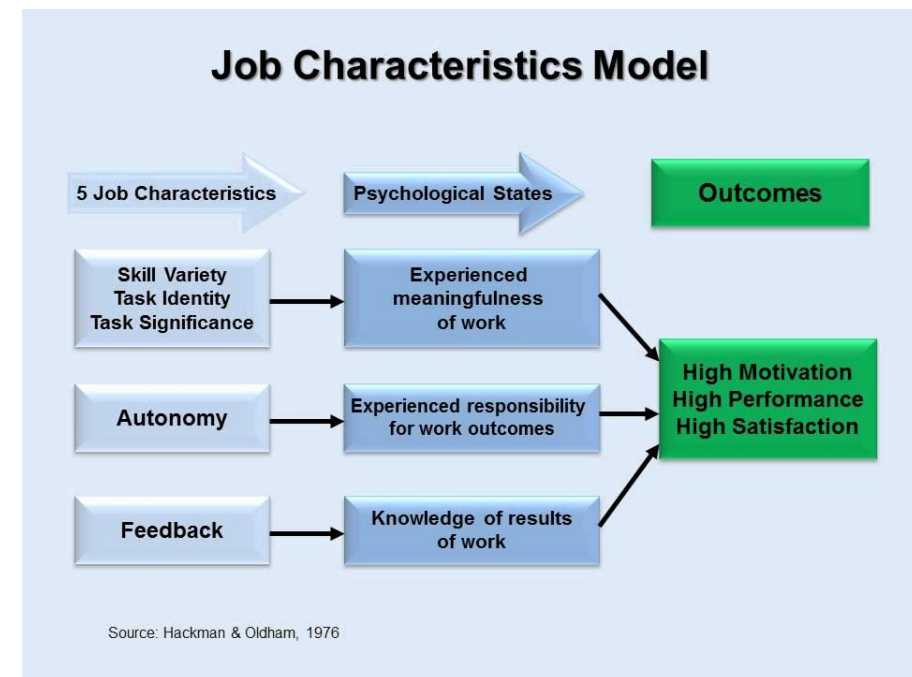 Job Characteristics Model
5 Job Characteristics
Psychological States
Outcomes
Skill Variety
Task Identity
Task Significance
Experienced
meaningfulness
of work
High Motivation
High Performance
High Satisfaction
Autonomy
Experienced responsibility
for work outcomes
Feedback
Knowledge of results
of work
Source: Hackman & Oldham, 1976